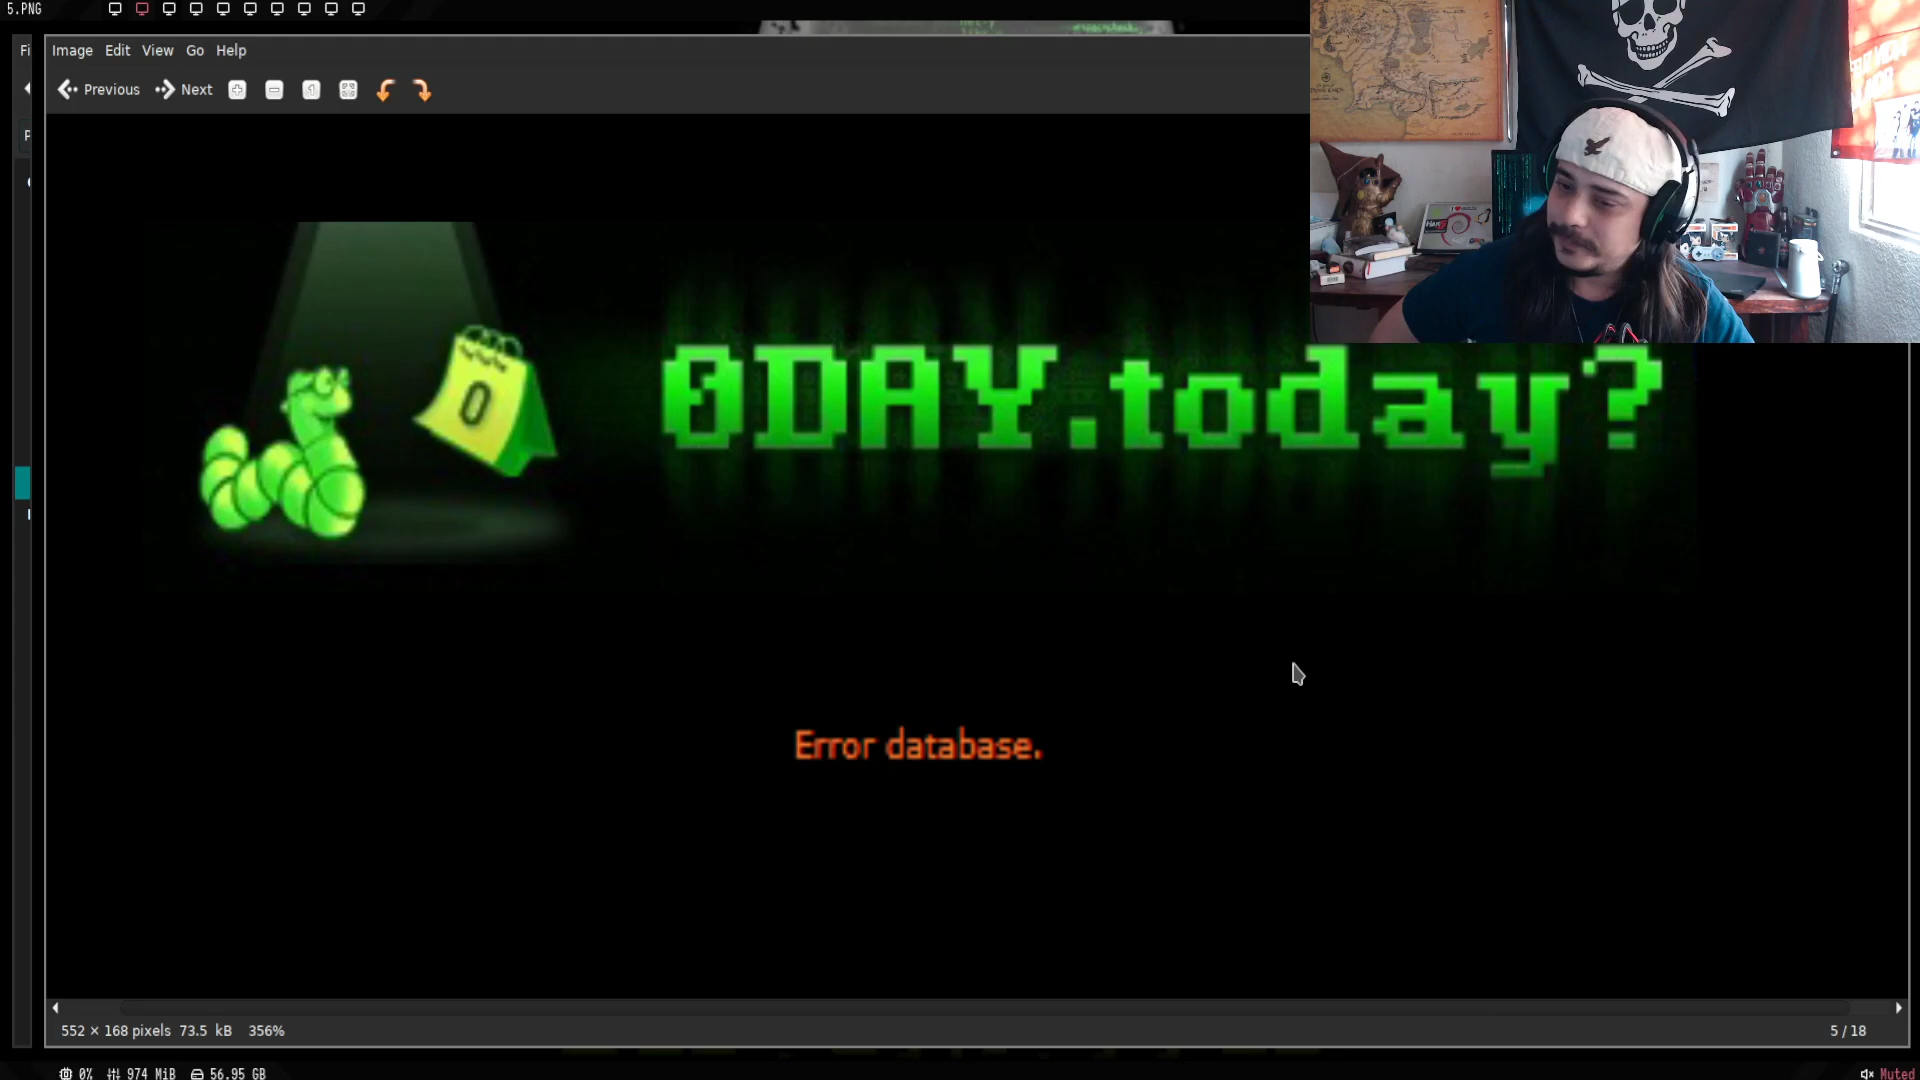 5.PNG
Fi
Image Edit View Go Help
Previous Next
P
0
0DAY.today?
Error database.
552 × 168 pixels 73.5 kB 356%
5 / 18
0% 974 MiB 56.95 GB
Muted